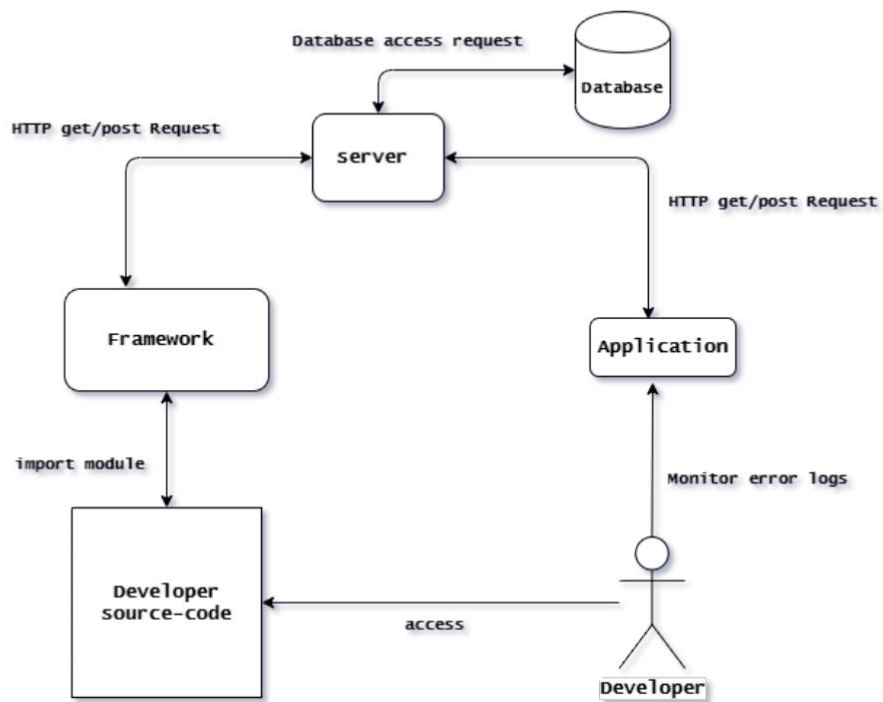 Database access request
Database
HTTP get/post Request
server
HTTP get/post Request
Framework
Application
import module
Monitor error logs
Developer
source-code
access
Developer